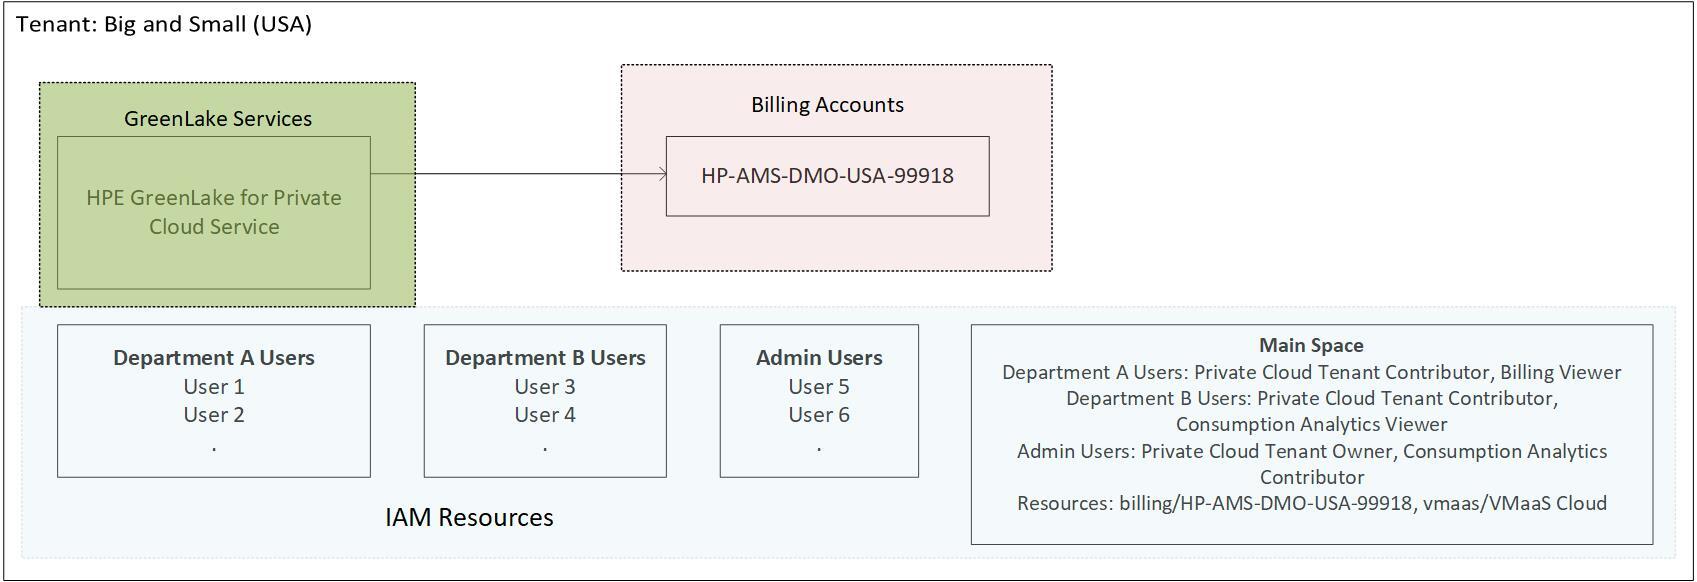 Tenant: Big and Small (USA)
GreenLake Services
HPE GreenLake for Private
Cloud Service
Billing Accounts
HP-AMS-DMO-USA-99918
Department A Users
User 1
User 2
.
Department B Users
User 3
User 4
.
Admin Users
User 5
User 6
.
Main Space
Department A Users: Private Cloud Tenant Contributor, Billing Viewer
Department B Users: Private Cloud Tenant Contributor,
Consumption Analytics Viewer
Admin Users: Private Cloud Tenant Owner, Consumption Analytics
Contributor
Resources: billing/HP-AMS-DMO-USA-99918, vmaas/VMaaS Cloud
IAM Resources